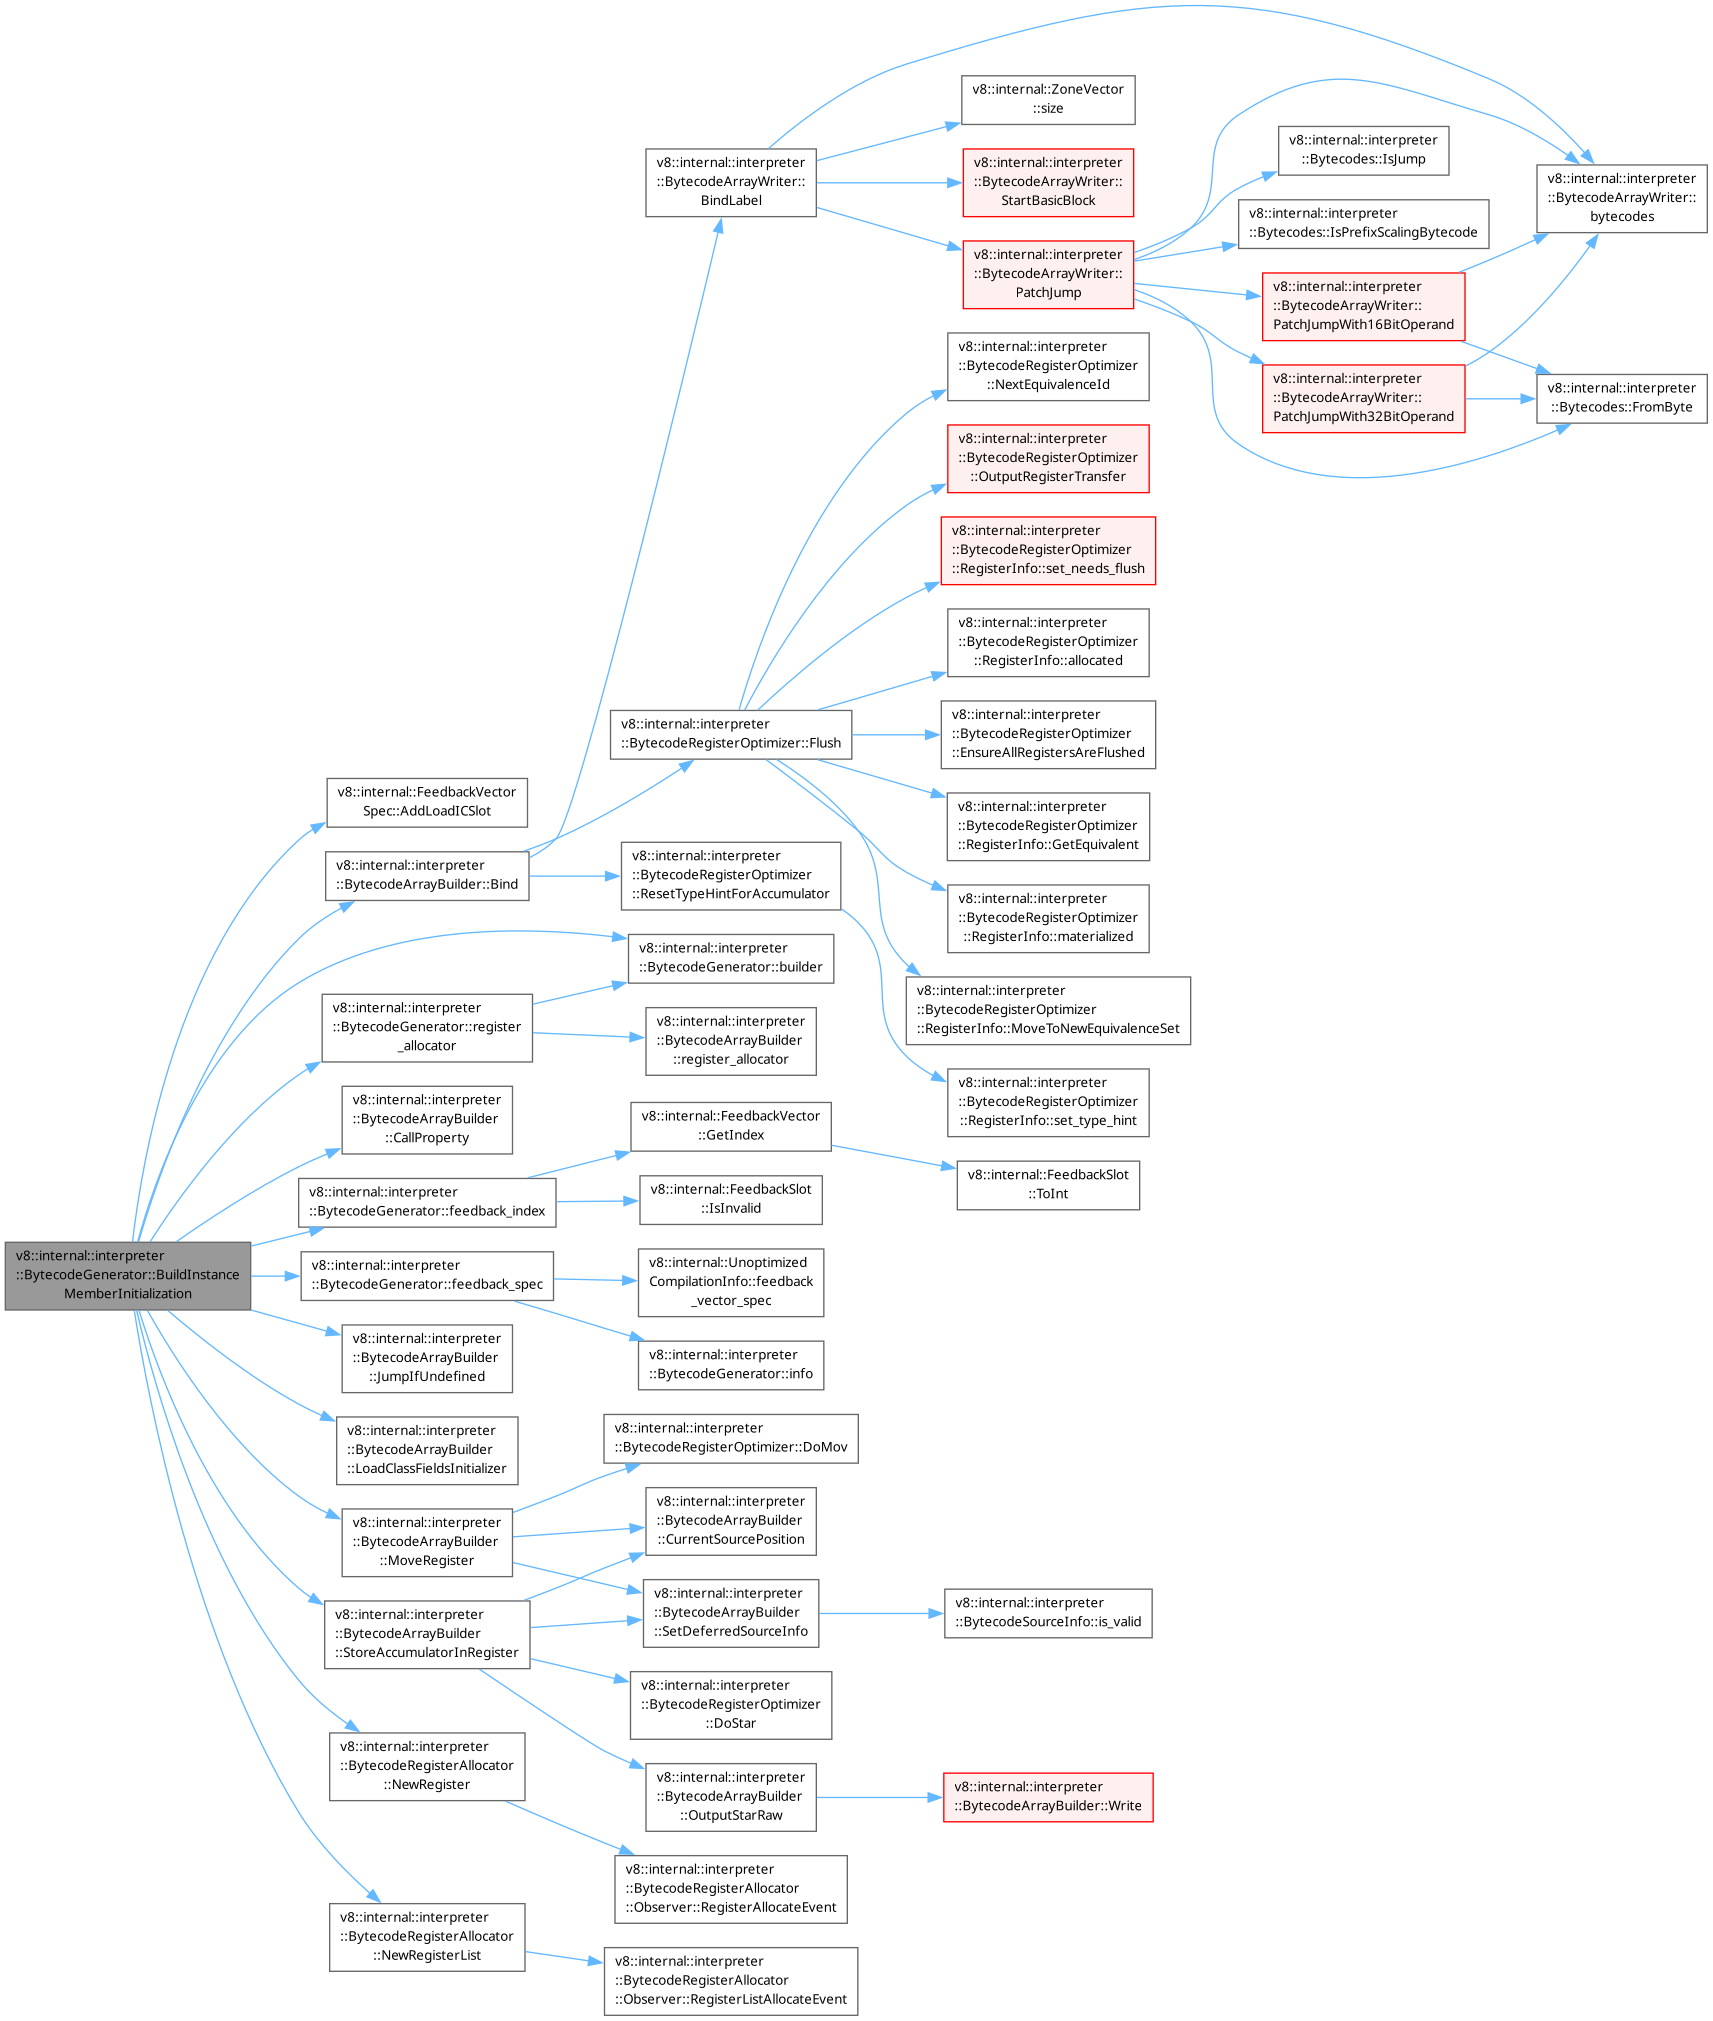 v8::internal::interpreter
::BytecodeGenerator::BuildInstance
MemberInitialization
v8::internal::FeedbackVector
Spec::AddLoadICSlot
v8::internal::interpreter
::BytecodeArrayBuilder::Bind
v8::internal::interpreter
::BytecodeArrayWriter::
BindLabel
v8::internal::ZoneVector
::size
v8::internal::interpreter
::BytecodeArrayWriter::
StartBasicBlock
v8::internal::interpreter
::BytecodeArrayWriter::
PatchJump
v8::internal::interpreter
::Bytecodes::IsJump
v8::internal::interpreter
::Bytecodes::IsPrefixScalingBytecode
v8::internal::interpreter
::BytecodeArrayWriter::
PatchJumpWith16BitOperand
v8::internal::interpreter
::BytecodeArrayWriter::
PatchJumpWith32BitOperand
v8::internal::interpreter
::BytecodeArrayWriter::
bytecodes
v8::internal::interpreter
::Bytecodes::FromByte
v8::internal::interpreter
::BytecodeRegisterOptimizer::Flush
v8::internal::interpreter
::BytecodeRegisterOptimizer
::NextEquivalenceId
v8::internal::interpreter
::BytecodeRegisterOptimizer
::OutputRegisterTransfer
v8::internal::interpreter
::BytecodeRegisterOptimizer
::RegisterInfo::set_needs_flush
v8::internal::interpreter
::BytecodeRegisterOptimizer
::RegisterInfo::allocated
v8::internal::interpreter
::BytecodeRegisterOptimizer
::EnsureAllRegistersAreFlushed
v8::internal::interpreter
::BytecodeRegisterOptimizer
::RegisterInfo::GetEquivalent
v8::internal::interpreter
::BytecodeRegisterOptimizer
::RegisterInfo::materialized
v8::internal::interpreter
::BytecodeRegisterOptimizer
::RegisterInfo::MoveToNewEquivalenceSet
v8::internal::interpreter
::BytecodeRegisterOptimizer
::ResetTypeHintForAccumulator
v8::internal::interpreter
::BytecodeRegisterOptimizer
::RegisterInfo::set_type_hint
v8::internal::interpreter
::BytecodeGenerator::builder
v8::internal::interpreter
::BytecodeGenerator::register
_allocator
v8::internal::interpreter
::BytecodeArrayBuilder
::register_allocator
v8::internal::interpreter
::BytecodeArrayBuilder
::CallProperty
v8::internal::interpreter
::BytecodeGenerator::feedback_index
v8::internal::FeedbackVector
::GetIndex
v8::internal::FeedbackSlot
::ToInt
v8::internal::FeedbackSlot
::IsInvalid
v8::internal::interpreter
::BytecodeGenerator::feedback_spec
v8::internal::Unoptimized
CompilationInfo::feedback
_vector_spec
v8::internal::interpreter
::BytecodeGenerator::info
v8::internal::interpreter
::BytecodeArrayBuilder
::JumpIfUndefined
v8::internal::interpreter
::BytecodeArrayBuilder
::LoadClassFieldsInitializer
v8::internal::interpreter
::BytecodeArrayBuilder
::MoveRegister
v8::internal::interpreter
::BytecodeRegisterOptimizer::DoMov
v8::internal::interpreter
::BytecodeArrayBuilder
::CurrentSourcePosition
v8::internal::interpreter
::BytecodeArrayBuilder
::SetDeferredSourceInfo
v8::internal::interpreter
::BytecodeSourceInfo::is_valid
v8::internal::interpreter
::BytecodeArrayBuilder
::StoreAccumulatorInRegister
v8::internal::interpreter
::BytecodeRegisterOptimizer
::DoStar
v8::internal::interpreter
::BytecodeArrayBuilder
::OutputStarRaw
v8::internal::interpreter
::BytecodeArrayBuilder::Write
v8::internal::interpreter
::BytecodeRegisterAllocator
::NewRegister
v8::internal::interpreter
::BytecodeRegisterAllocator
::Observer::RegisterAllocateEvent
v8::internal::interpreter
::BytecodeRegisterAllocator
::NewRegisterList
v8::internal::interpreter
::BytecodeRegisterAllocator
::Observer::RegisterListAllocateEvent